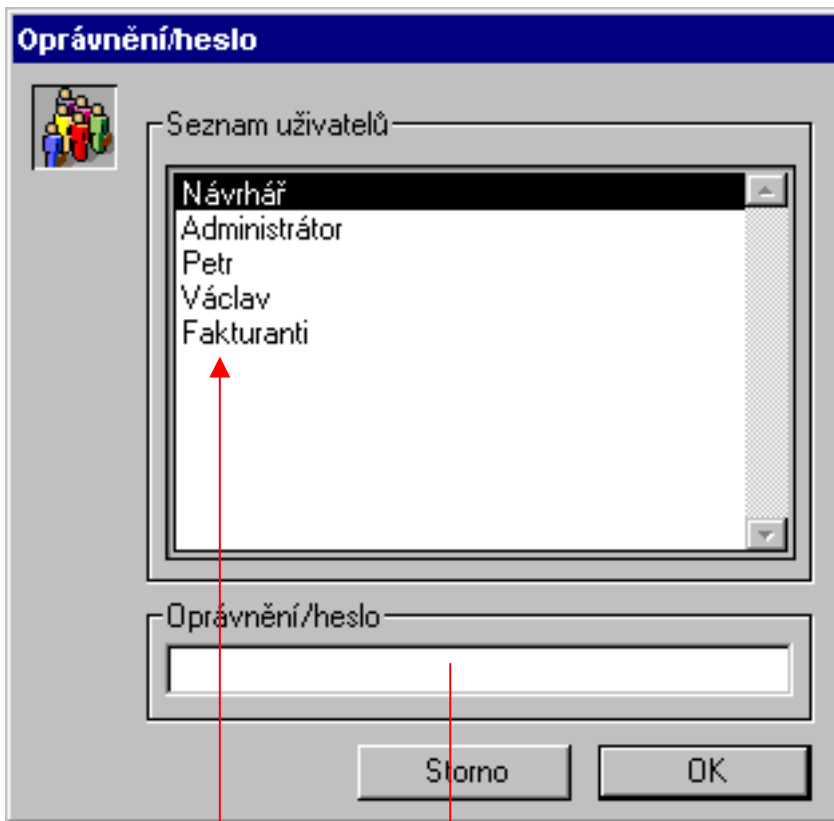 Oprávnění/heslo
Seznam uživatelů
Návrhář
Administrátor
Petr
Václav
Fakturanti
Oprávnění/heslo
Storno OK